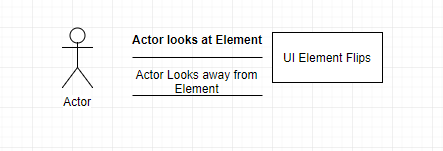 Actor looks at Element
Actor Looks away from
Element
UI Element Flips
Actor